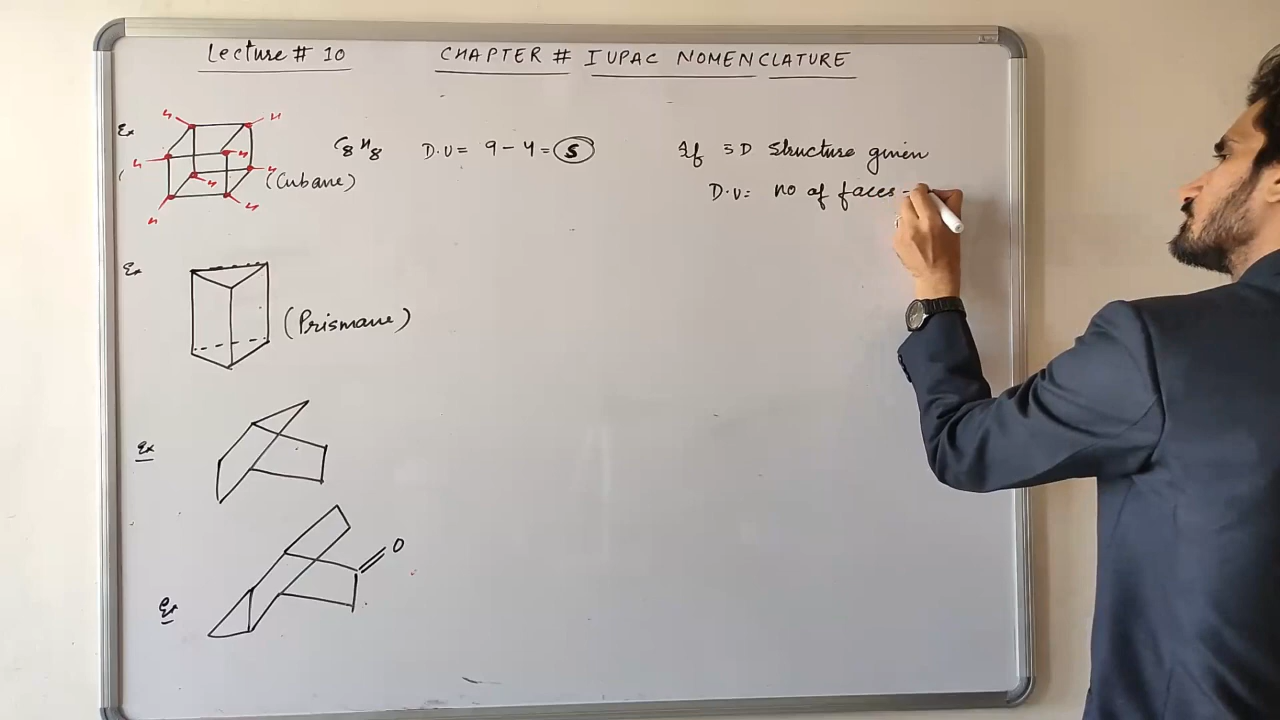 Lecture # 10 CHAPTER # IUPAC NOMENCLATURE
Ex
H H
H H H
H H H
(Cubane)
C8H8 D.U = 9 - 4 = 5
If 3D structure given
D.U = no of faces -
Ex
(Prismane)
Ex
Ex
O